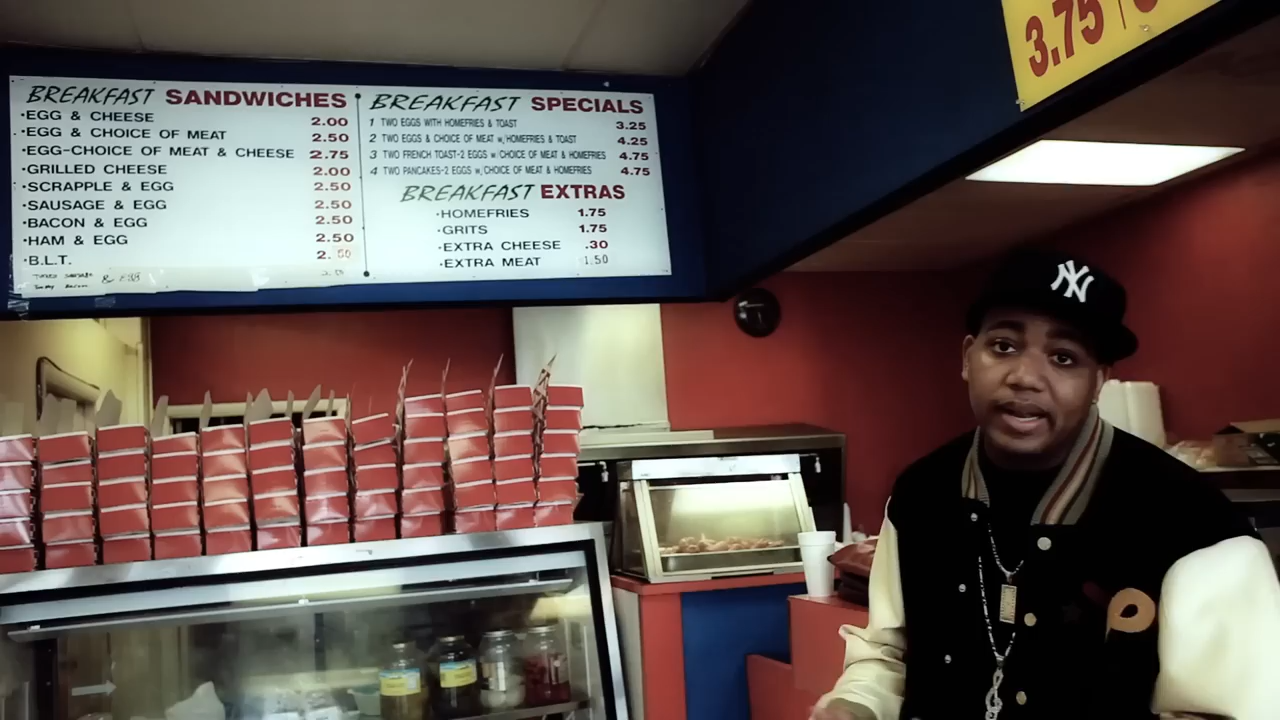 BREAKFAST SANDWICHES
·EGG & CHEESE 2.00
·EGG & CHOICE OF MEAT 2.50
·EGG-CHOICE OF MEAT & CHEESE 2.75
·GRILLED CHEESE 2.00
·SCRAPPLE & EGG 2.50
·SAUSAGE & EGG 2.50
·BACON & EGG 2.50
·HAM & EGG 2.50
·B.L.T. 2.50
& EGG
BREAKFAST SPECIALS
1 TWO EGGS WITH HOMEFRIES & TOAST 3.25
2 TWO EGGS & CHOICE OF MEAT w/HOMEFRIES & TOAST 4.25
3 TWO FRENCH TOAST-2 EGGS w/CHOICE OF MEAT & HOMEFRIES 4.75
4 TWO PANCAKES-2 EGGS w/CHOICE OF MEAT & HOMEFRIES 4.75
BREAKFAST EXTRAS
·HOMEFRIES 1.75
·GRITS 1.75
·EXTRA CHEESE .30
·EXTRA MEAT 1.50
3.75
NY